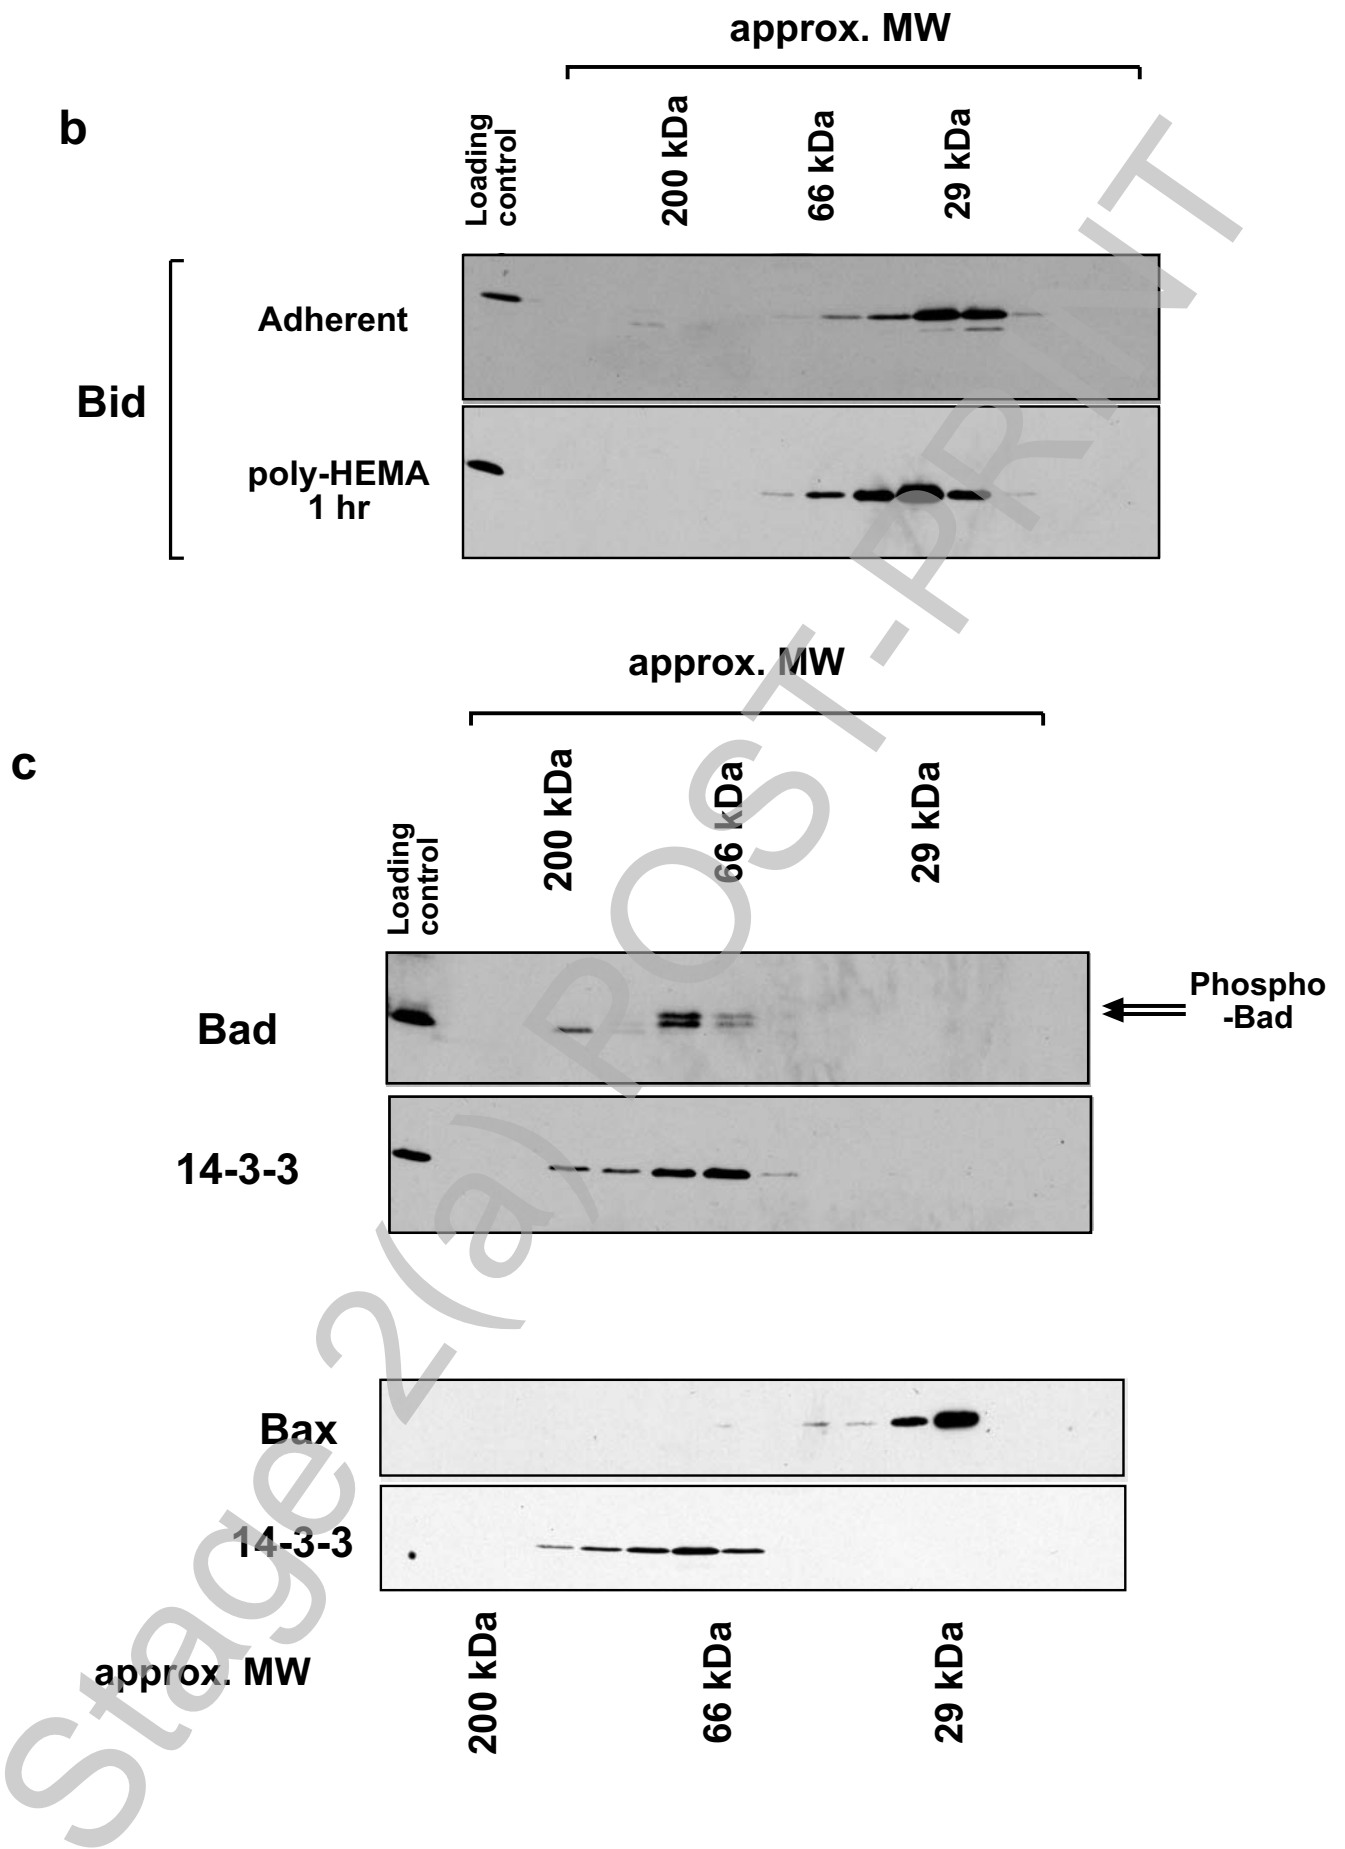 approx. MW
b
Loading
control
200 kDa
66 kDa
29 kDa
Bid
Adherent
poly-HEMA
1 hr
approx. MW
c
Loading
control
200 kDa
66 kDa
29 kDa
Bad
Phospho
-Bad
14-3-3
Bax
14-3-3
approx. MW
200 kDa
66 kDa
29 kDa
Stage 2(a) POST-PRINT